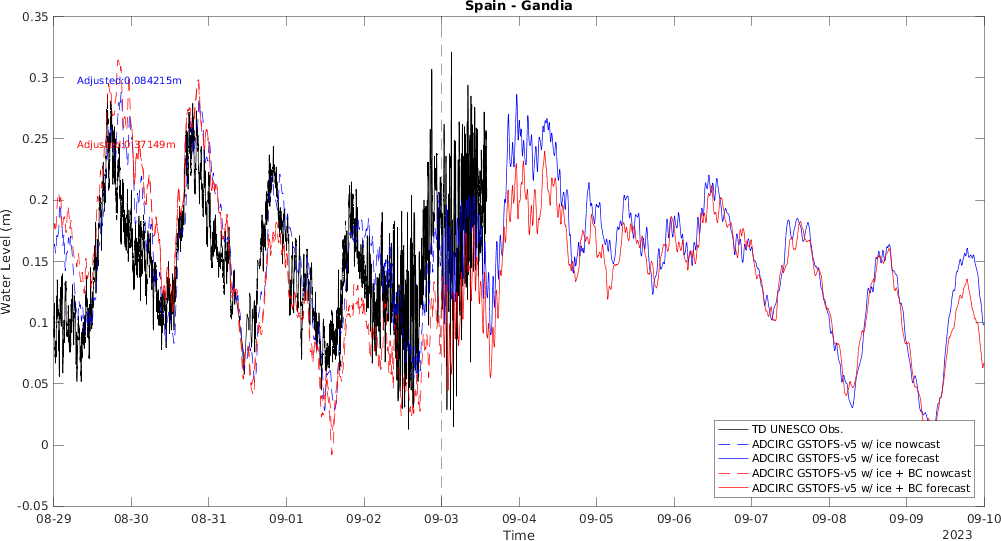 Spain - Gandia
0.35
0.3
0.25
0.2
0.15
0.1
0.05
0
-0.05
Water Level (m)
Adjusted:0.084215m
Adjusted:0.37149m
TD UNESCO Obs.
ADCIRC GSTOFS-v5 w/ ice nowcast
ADCIRC GSTOFS-v5 w/ ice forecast
ADCIRC GSTOFS-v5 w/ ice + BC nowcast
ADCIRC GSTOFS-v5 w/ ice + BC forecast
08-29 08-30 08-31 09-01 09-02 09-03 09-04 09-05 09-06 09-07 09-08 09-09 09-10
Time
2023